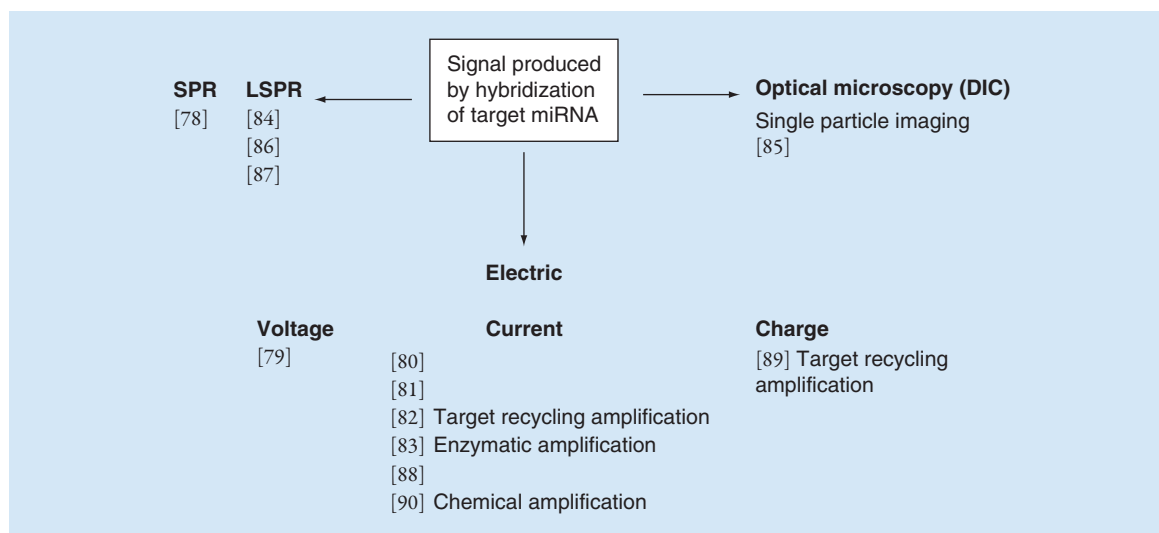 Signal produced
by hybridization
of target miRNA
SPR LSPR
[78] [84]
[86]
[87]
Optical microscopy (DIC)
Single particle imaging
[85]
Electric
Voltage
[79]
Current
[80]
[81]
[82] Target recycling amplification
[83] Enzymatic amplification
[88]
[90] Chemical amplification
Charge
[89] Target recycling
amplification